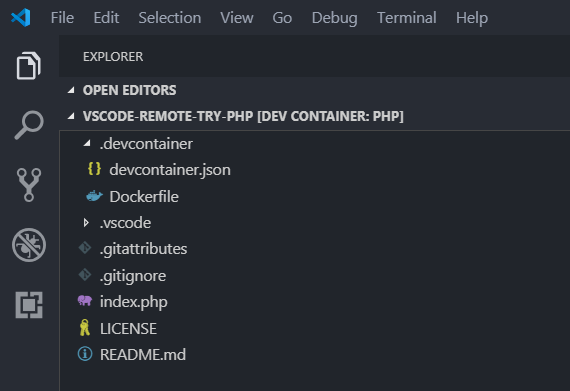 File Edit Selection View Go Debug Terminal Help
EXPLORER
OPEN EDITORS
VSCODE-REMOTE-TRY-PHP [DEV CONTAINER: PHP]
.devcontainer
{} devcontainer.json
Dockerfile
.vscode
.gitattributes
.gitignore
index.php
LICENSE
README.md